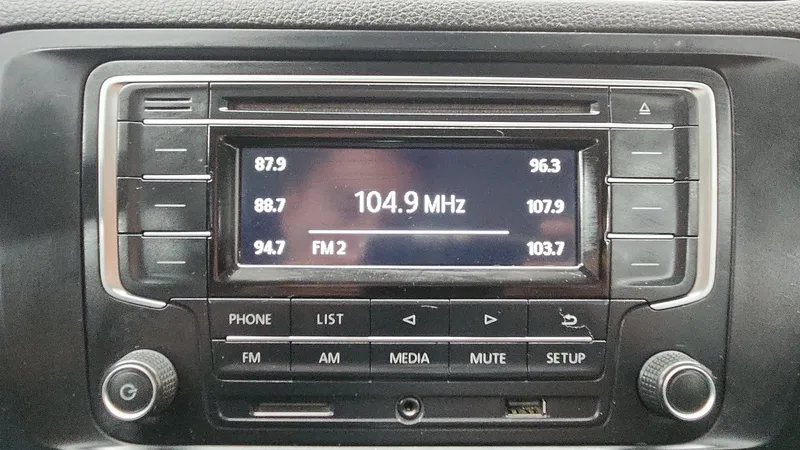 87.9 96.3
104.9 MHz
88.7 107.9
94.7 FM 2 103.7
PHONE LIST
FM AM MEDIA MUTE SETUP